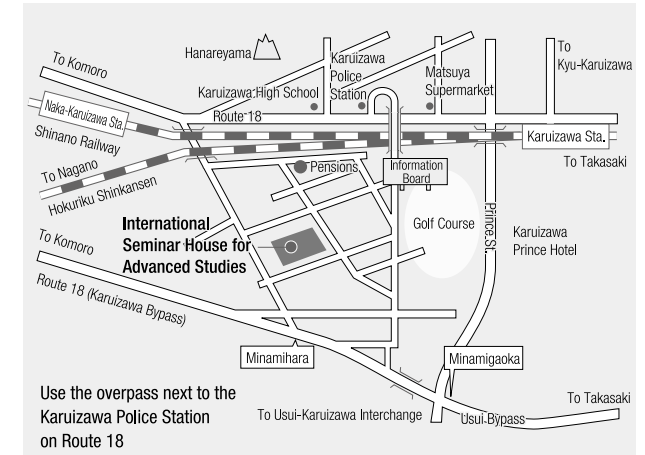 To Komoro
Hanareyama
Karuizawa
Police
Station
To
Kyu-Karuizawa
Matsuya
Supermarket
Karuizawa High School
Naka-Karuizawa Sta.
Route 18
Shinano Railway
Karuizawa Sta.
To Nagano
Hokuriku Shinkansen
Pensions
Information
Board
To Takasaki
International
Seminar House for
Advanced Studies
Golf Course
Prince St.
Karuizawa
Prince Hotel
To Komoro
Route 18 (Karuizawa Bypass)
Minamihara
Minamigaoka
Use the overpass next to the
Karuizawa Police Station
on Route 18
To Usui-Karuizawa Interchange
Usui Bypass
To Takasaki